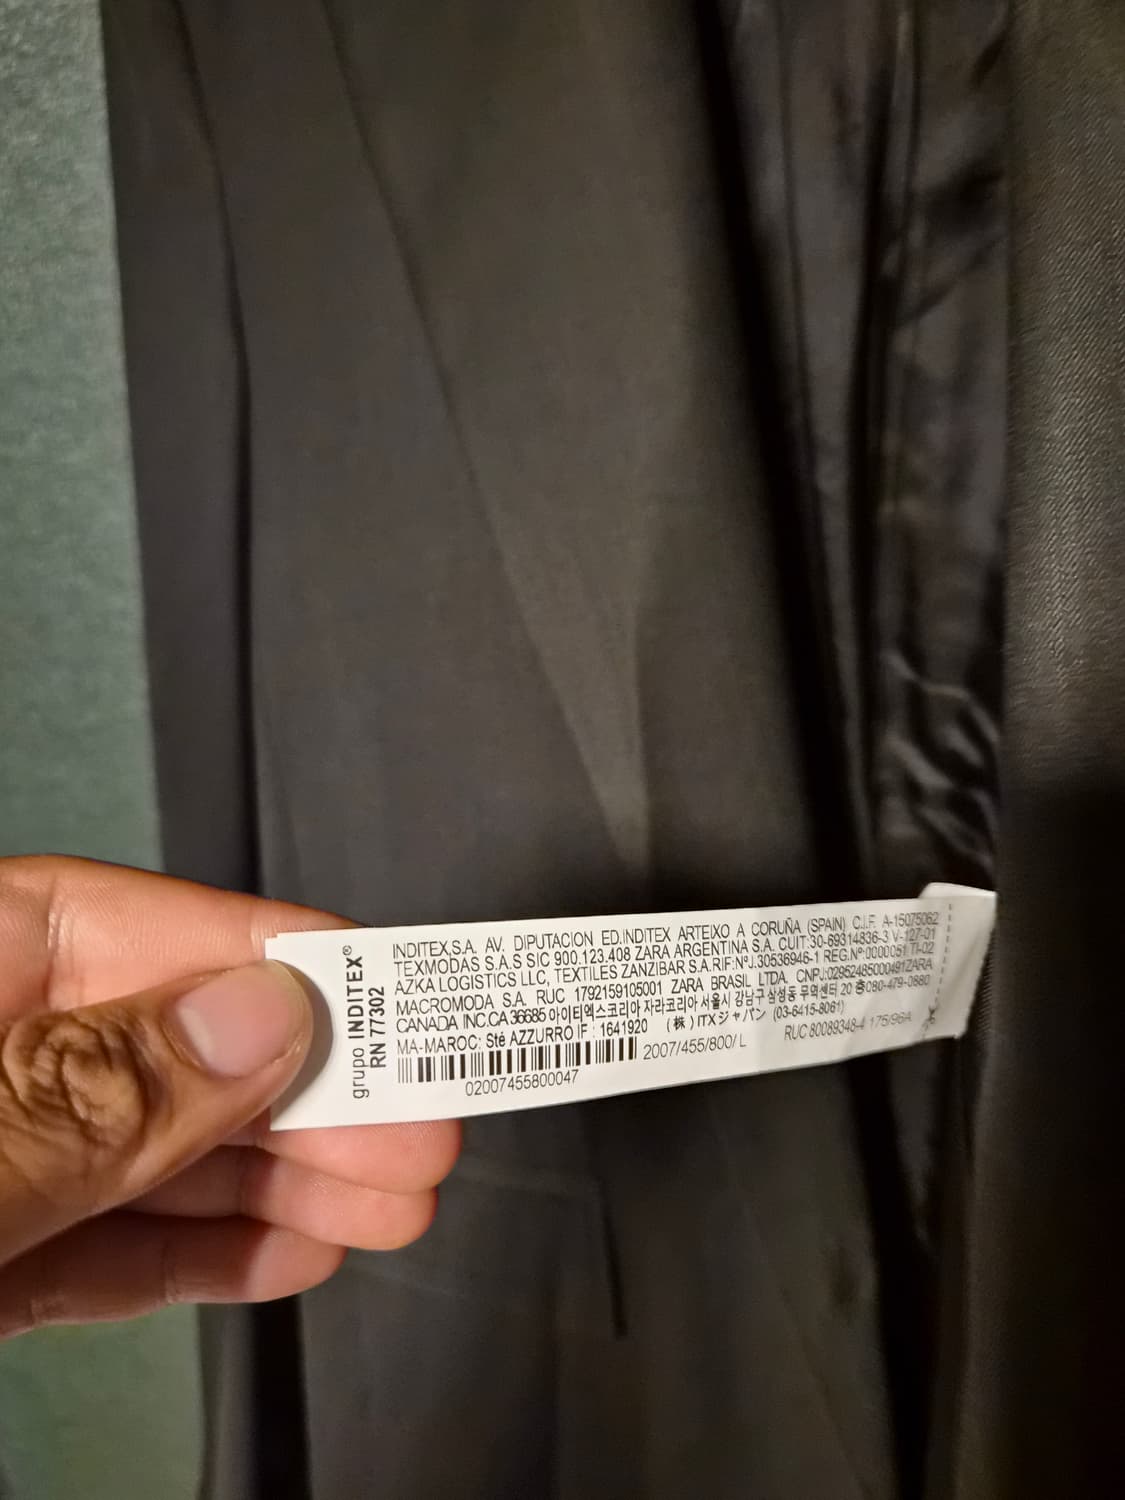 grupo INDITEX®
RN 77302
INDITEX,S.A. AV. DIPUTACION ED.INDITEX ARTEIXO A CORUÑA (SPAIN) C.I.F. A-15075062
TEXMODAS S.A.S SIC 900.123.408 ZARA ARGENTINA S.A. CUIT:30-69314836-3 V-127-01
AZKA LOGISTICS LLC, TEXTILES ZANZIBAR S.A.RIF:Nº:J.30536946-1 REG.Nº:0000051 TI-02
MACROMODA S.A. RUC 1792159105001 ZARA BRASIL LTDA. CNPJ:02952485000491ZARA
CANADA INC.CA 36685 아이티엑스코리아 자라코리아 서울시 강남구 삼성동 무역센터 20 층080-479-0880
MA-MAROC: Sté AZZURRO IF : 1641920 (株) ITXジャパン (03-6415-8061)
2007/455/800/ L RUC 80089348-4 175/96A
02007455800047